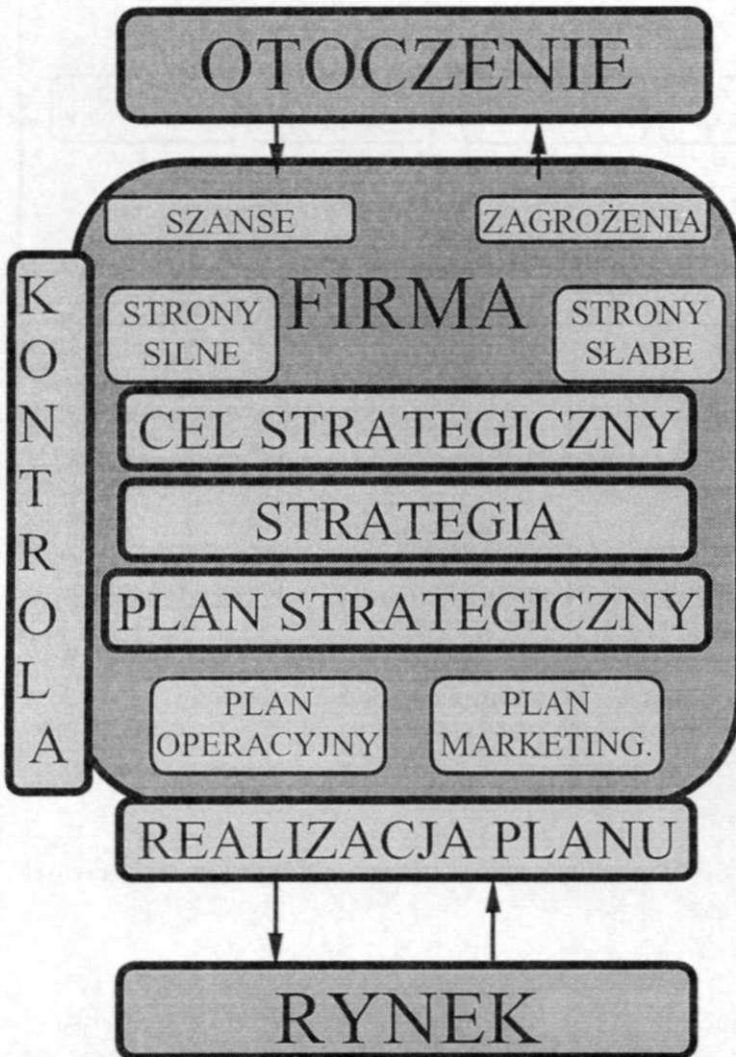 OTOCZENIE
SZANSE
ZAGROŻENIA
KONTROLA
FIRMA
STRONY
SILNE
STRONY
SŁABE
CEL STRATEGICZNY
STRATEGIA
PLAN STRATEGICZNY
PLAN
OPERACYJNY
PLAN
MARKETING.
REALIZACJA PLANU
RYNEK